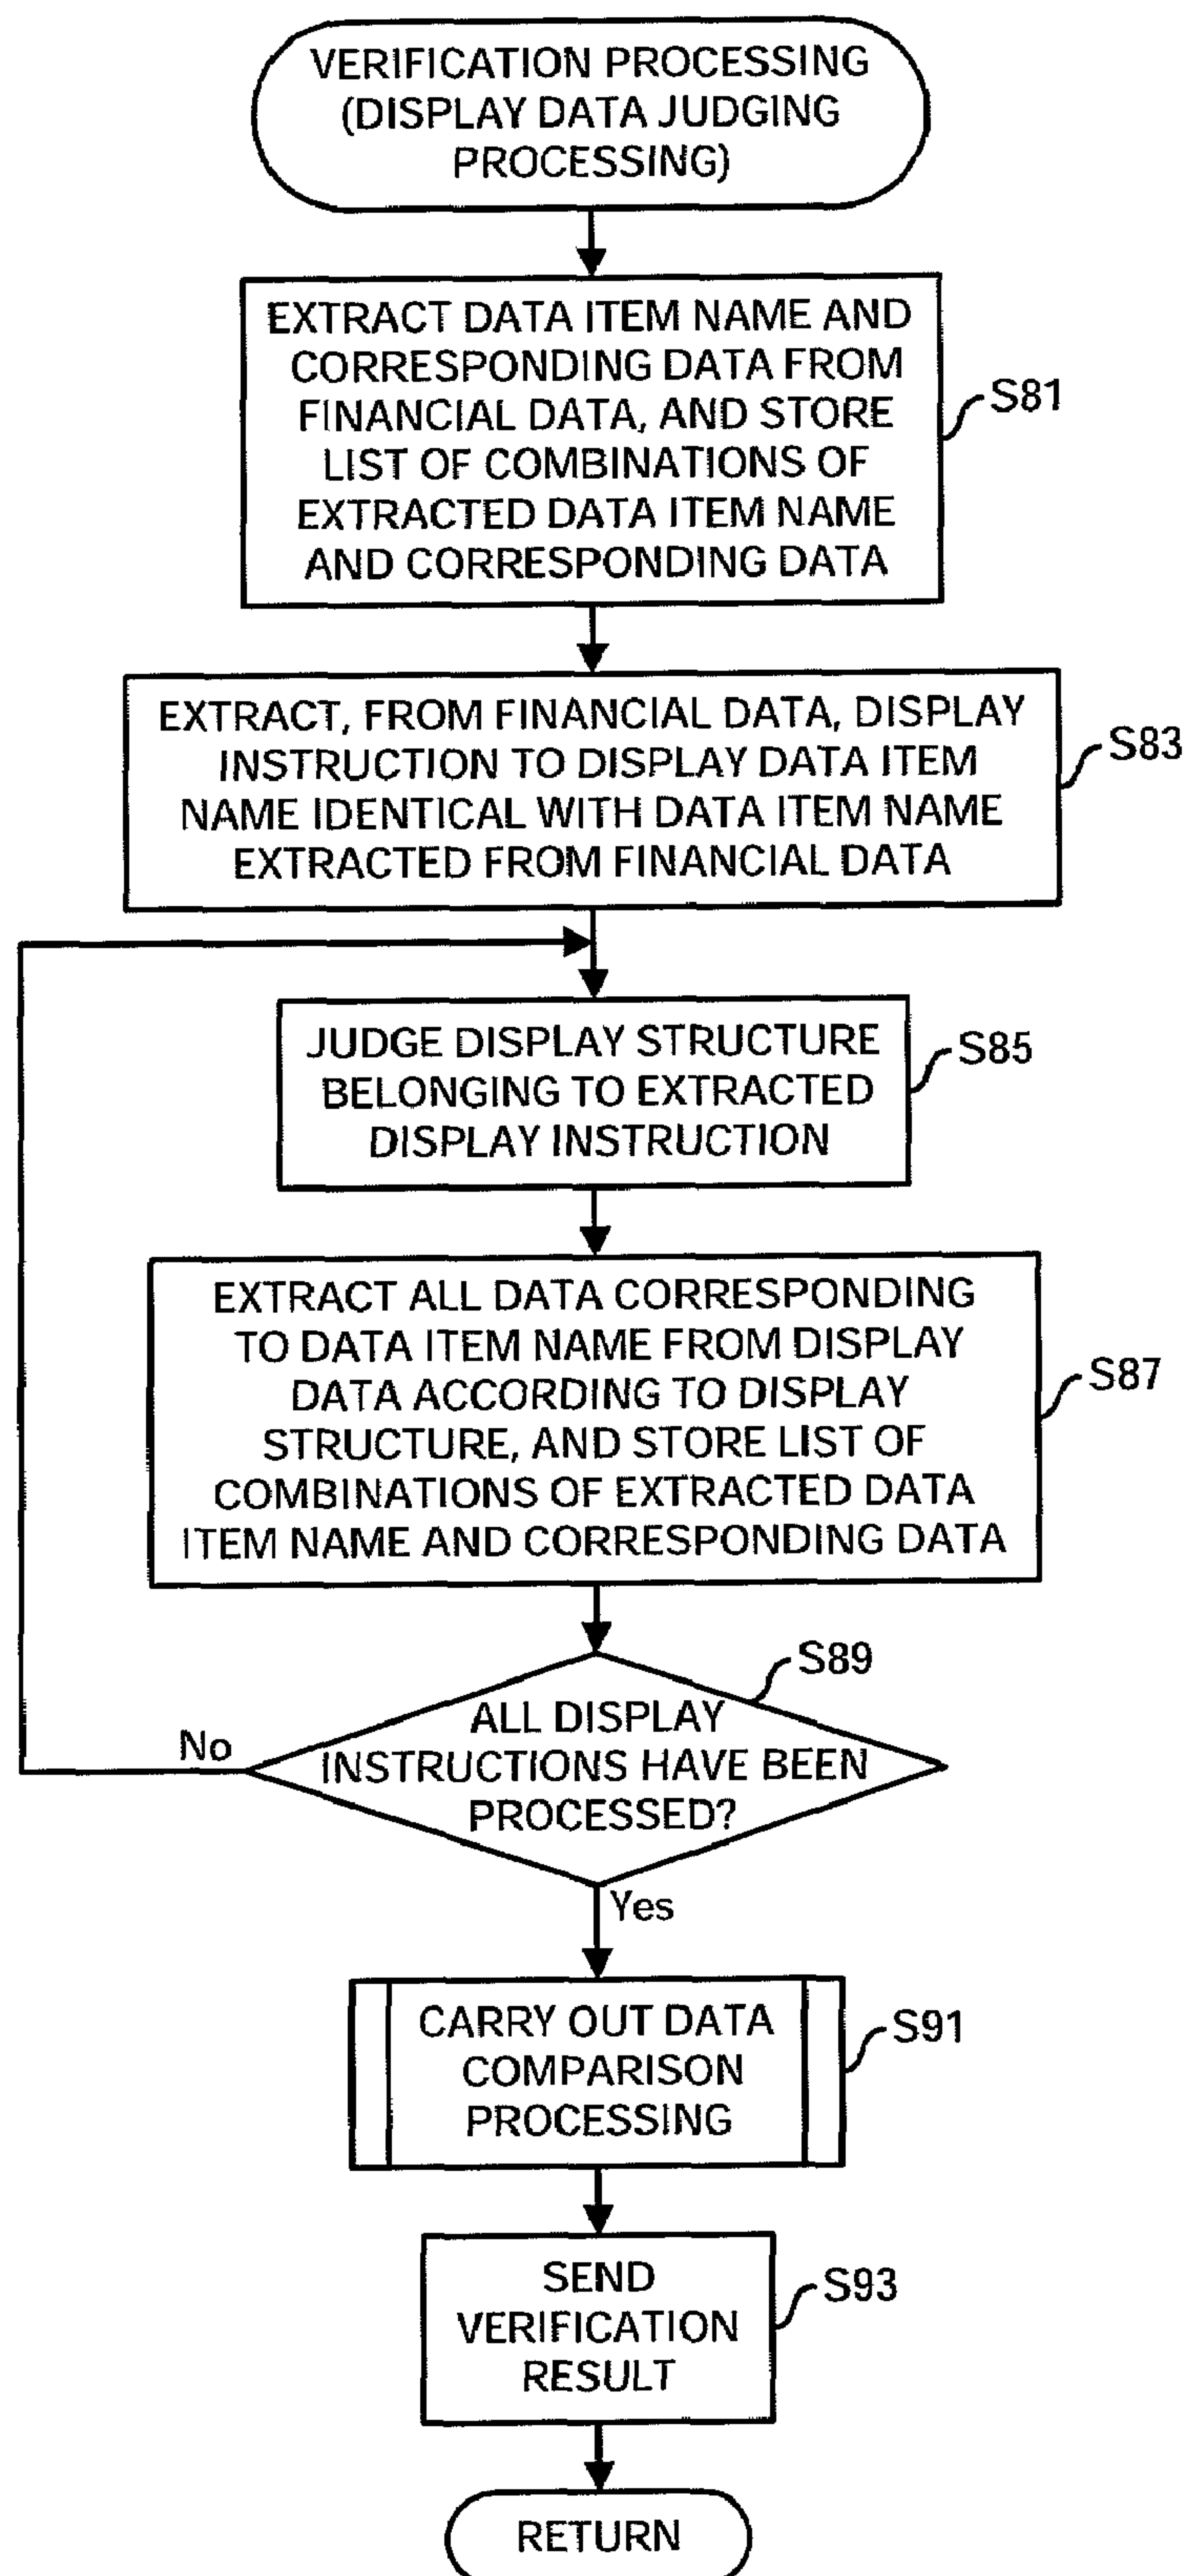 VERIFICATION PROCESSING
(DISPLAY DATA JUDGING
PROCESSING)
EXTRACT DATA ITEM NAME AND
CORRESPONDING DATA FROM
FINANCIAL DATA, AND STORE
LIST OF COMBINATIONS OF
EXTRACTED DATA ITEM NAME
AND CORRESPONDING DATA
S81
EXTRACT, FROM FINANCIAL DATA, DISPLAY
INSTRUCTION TO DISPLAY DATA ITEM
NAME IDENTICAL WITH DATA ITEM NAME
EXTRACTED FROM FINANCIAL DATA
S83
JUDGE DISPLAY STRUCTURE
BELONGING TO EXTRACTED
DISPLAY INSTRUCTION
S85
EXTRACT ALL DATA CORRESPONDING
TO DATA ITEM NAME FROM DISPLAY
DATA ACCORDING TO DISPLAY
STRUCTURE, AND STORE LIST OF
COMBINATIONS OF EXTRACTED DATA
ITEM NAME AND CORRESPONDING DATA
S87
S89
ALL DISPLAY
INSTRUCTIONS HAVE BEEN
PROCESSED?
No
Yes
CARRY OUT DATA
COMPARISON
PROCESSING
S91
SEND
VERIFICATION
RESULT
S93
RETURN